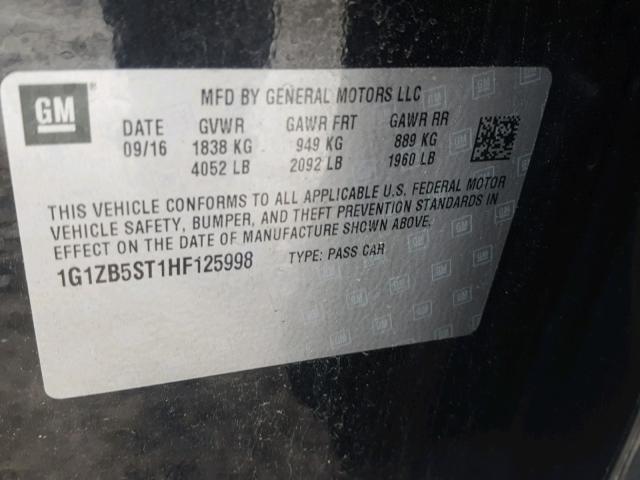 GM
MFD BY GENERAL MOTORS LLC
DATE GVWR GAWR FRT GAWR RR
09/16 1838 KG 949 KG 889 KG
4052 LB 2092 LB 1960 LB
THIS VEHICLE CONFORMS TO ALL APPLICABLE U.S. FEDERAL MOTOR
VEHICLE SAFETY, BUMPER, AND THEFT PREVENTION STANDARDS IN
EFFECT ON THE DATE OF MANUFACTURE SHOWN ABOVE.
1G1ZB5ST1HF125998 TYPE: PASS CAR